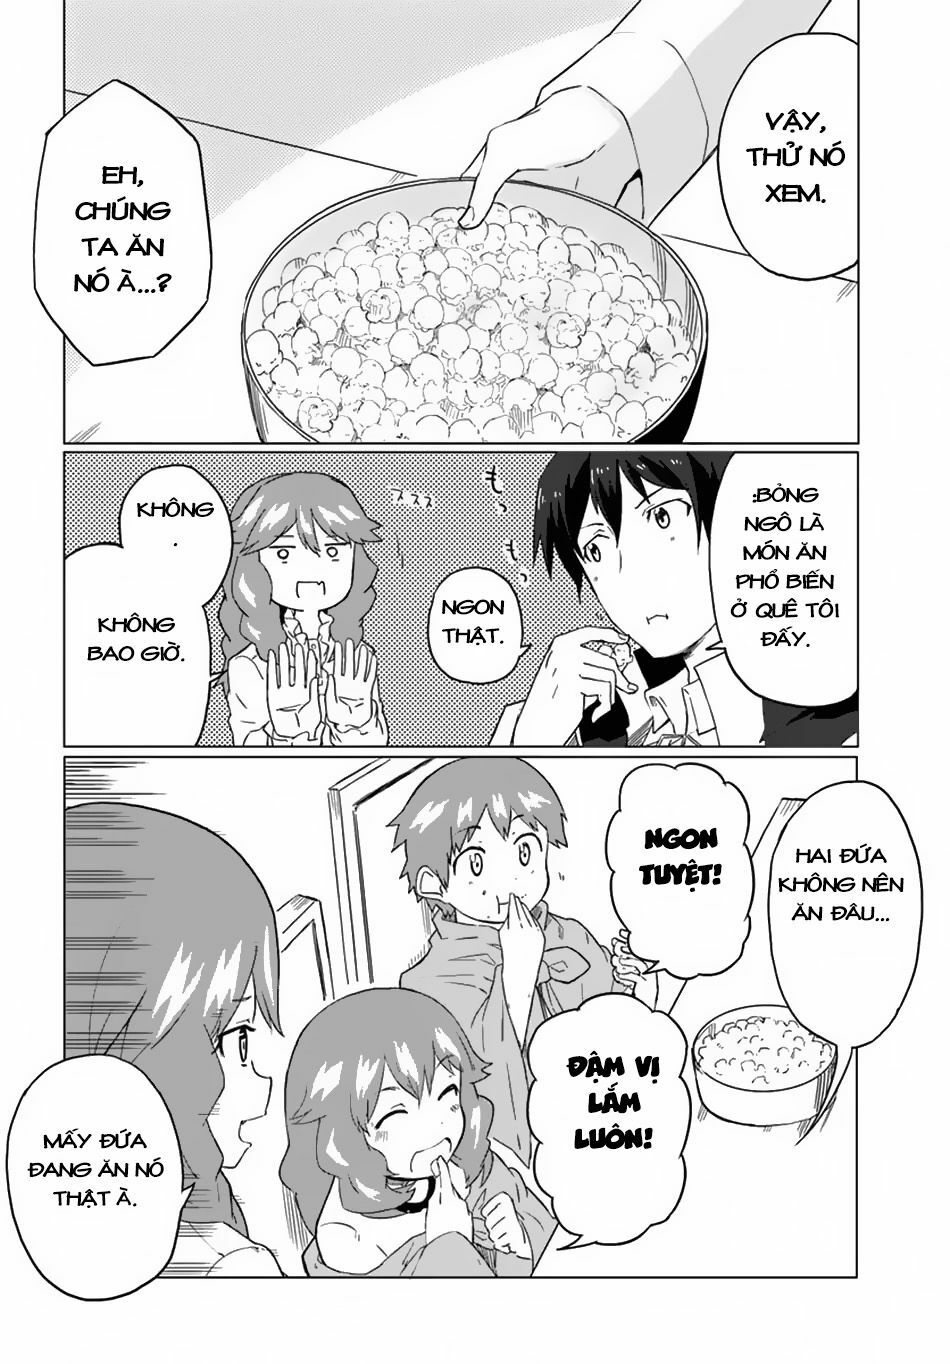 VẬY,
THỬ NÓ
XEM.
EH,
CHÚNG
TA ĂN
NÓ À...?
:BỎNG
NGÔ LÀ
MÓN ĂN
PHỔ BIẾN
Ở QUÊ TÔI
ĐẤY.
NGON
THẬT.
KHÔNG
.
KHÔNG
BAO GIỜ.
HAI ĐỨA
KHÔNG NÊN
ĂN ĐÂU...
NGON
TUYỆT!
ĐẬM VỊ
LẮM
LUÔN!
MẤY ĐỨA
ĐANG ĂN NÓ
THẬT À.